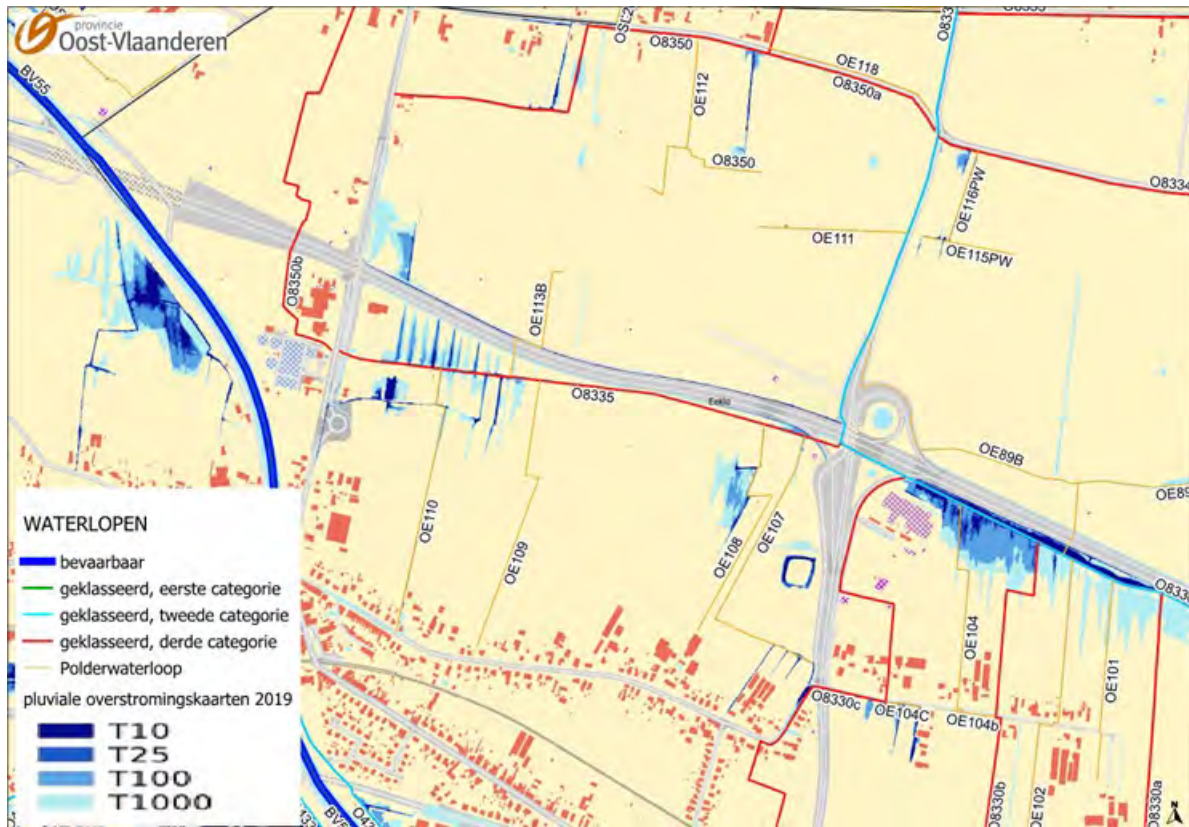 provincie
Oost-Vlaanderen
BV55
OSL2
O8350
OE118
O8350a
OE112
O8350
O8334
OE116PW
OE111
OE115PW
O8350b
OE113B
O8335
Eeklo
OE89B
OE110
OE109
OE108
OE107
OE104
OE101
O8330c
OE104C
OE104b
O8330b
OE102
O8330a
WATERLOPEN
bevaarbaar
geklasseerd, eerste categorie
geklasseerd, tweede categorie
geklasseerd, derde categorie
Polderwaterloop
pluviale overstromingskaarten 2019
T10
T25
T100
T1000
N